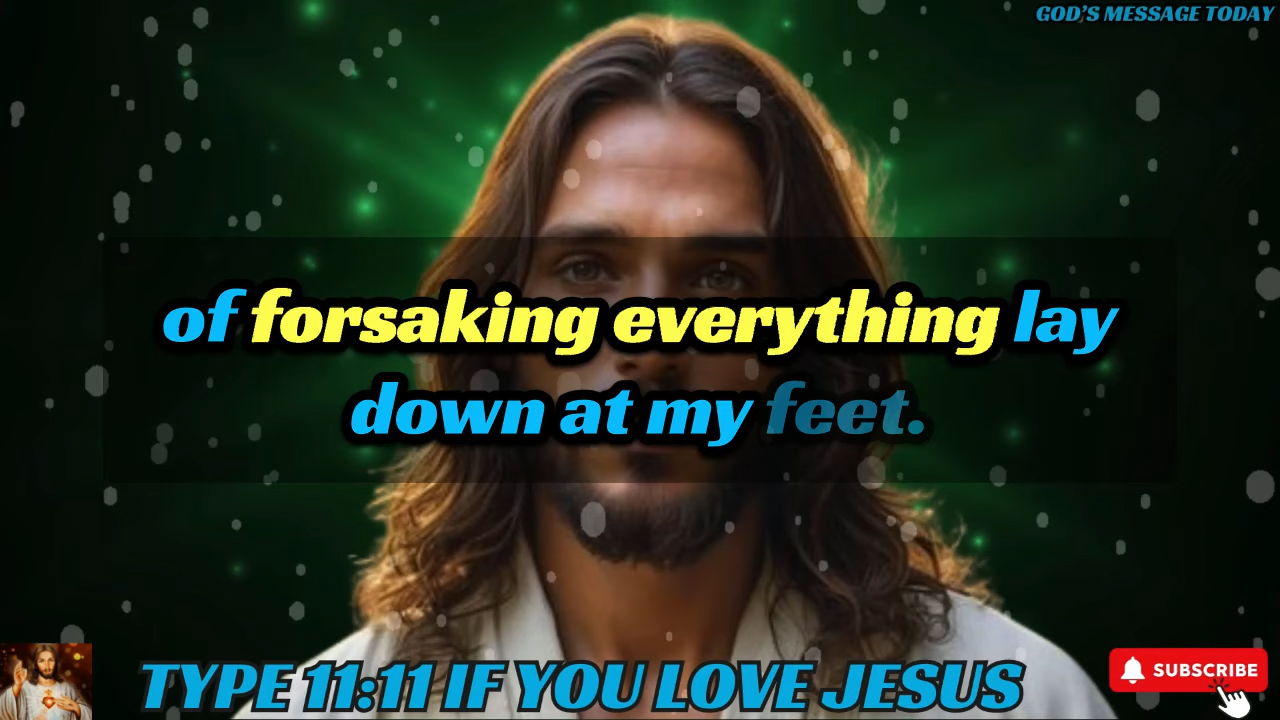 GOD'S MESSAGE TODAY
of forsaking everything lay
down at my feet.
TYPE 11:11 IF YOU LOVE JESUS
SUBSCRIBE